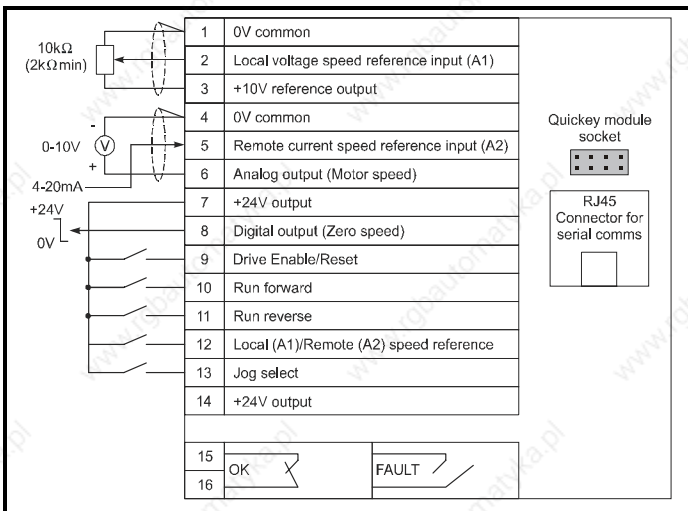 10kΩ
(2kΩmin)
1 0V common
2 Local voltage speed reference input (A1)
3 +10V reference output
4 0V common
5 Remote current speed reference input (A2)
6 Analog output (Motor speed)
7 +24V output
8 Digital output (Zero speed)
9 Drive Enable/Reset
10 Run forward
11 Run reverse
12 Local (A1)/Remote (A2) speed reference
13 Jog select
14 +24V output
-
0-10V V
+
4-20mA
+24V
0V
15
16
OK
FAULT
Quickey module
socket
RJ45
Connector for
serial comms
www.rgbautomatyka.pl